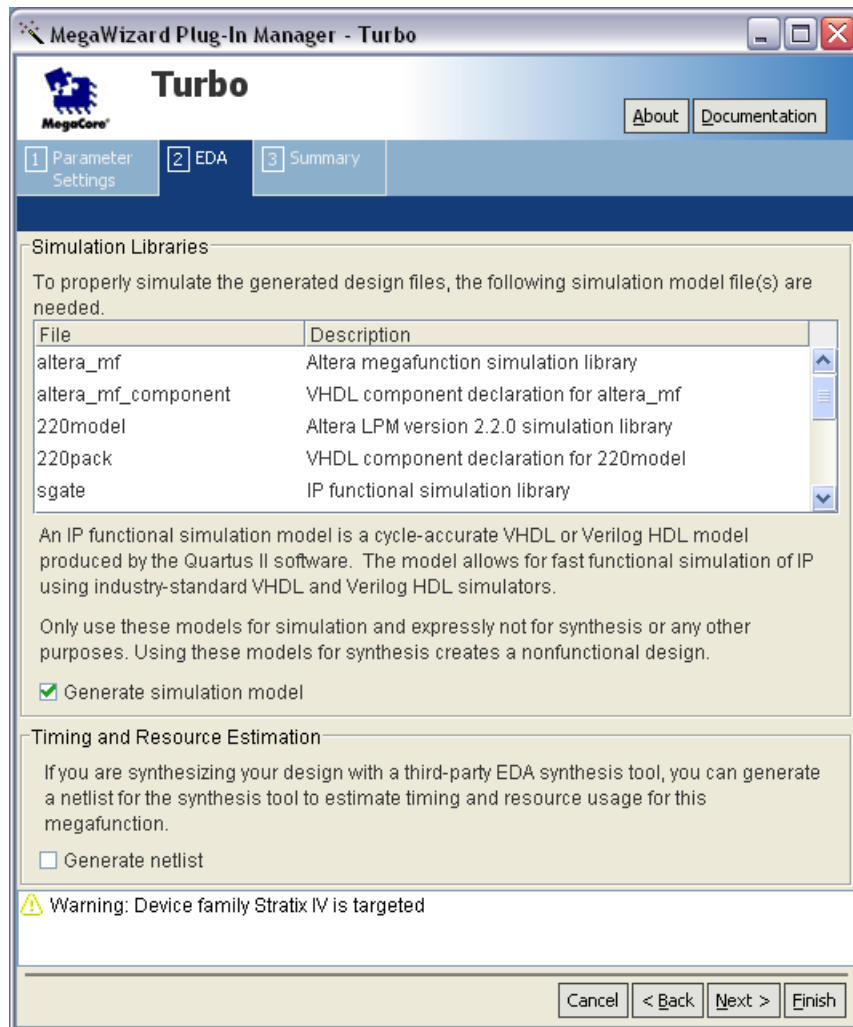 MegaWizard Plug-In Manager - Turbo
Turbo
MegaCore®
About Documentation
1 Parameter Settings
2 EDA
3 Summary
Simulation Libraries
To properly simulate the generated design files, the following simulation model file(s) are
needed.
File Description
altera_mf Altera megafunction simulation library
altera_mf_component VHDL component declaration for altera_mf
220model Altera LPM version 2.2.0 simulation library
220pack VHDL component declaration for 220model
sgate IP functional simulation library
An IP functional simulation model is a cycle-accurate VHDL or Verilog HDL model
produced by the Quartus II software. The model allows for fast functional simulation of IP
using industry-standard VHDL and Verilog HDL simulators.
Only use these models for simulation and expressly not for synthesis or any other
purposes. Using these models for synthesis creates a nonfunctional design.
Generate simulation model
Timing and Resource Estimation
If you are synthesizing your design with a third-party EDA synthesis tool, you can generate
a netlist for the synthesis tool to estimate timing and resource usage for this
megafunction.
Generate netlist
Warning: Device family Stratix IV is targeted
Cancel < Back Next > Finish